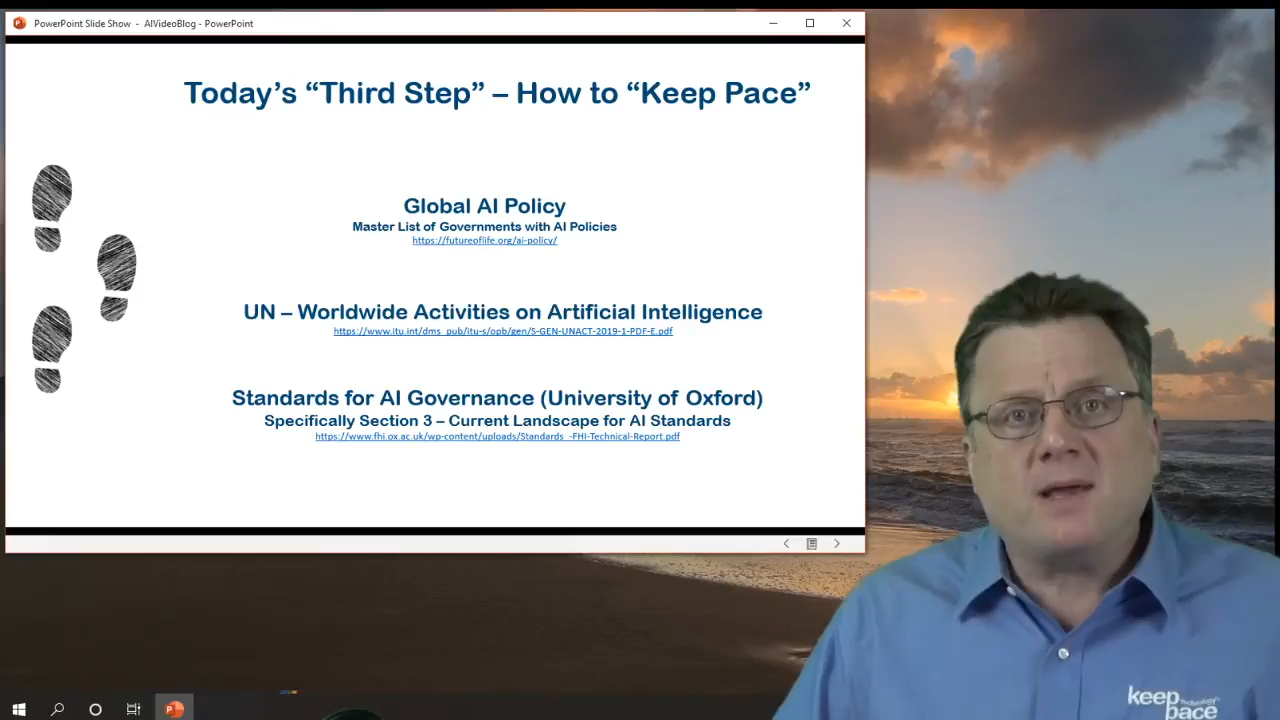 PowerPoint Slide Show - AIVideoBlog - PowerPoint
Today's “Third Step” – How to “Keep Pace”
Global AI Policy
Master List of Governments with AI Policies
https://futureoflife.org/ai-policy/
UN – Worldwide Activities on Artificial Intelligence
https://www.itu.int/dms_pub/itu-s/opb/gen/S-GEN-UNACT-2019-1-PDF-E.pdf
Standards for AI Governance (University of Oxford)
Specifically Section 3 – Current Landscape for AI Standards
https://www.fhi.ox.ac.uk/wp-content/uploads/Standards_-FHI-Technical-Report.pdf
keep
Technology
pace